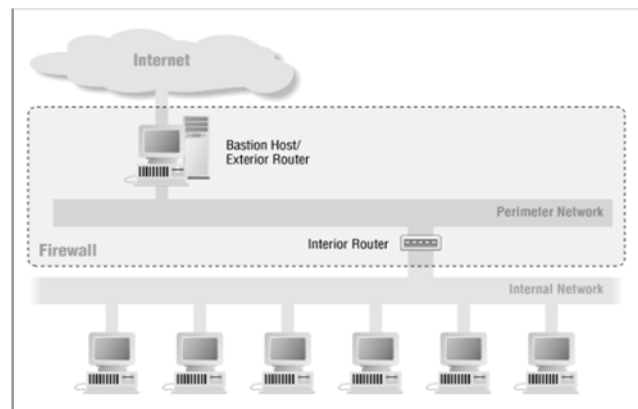 Internet
Bastion Host/
Exterior Router
Perimeter Network
Interior Router
Firewall
Internal Network